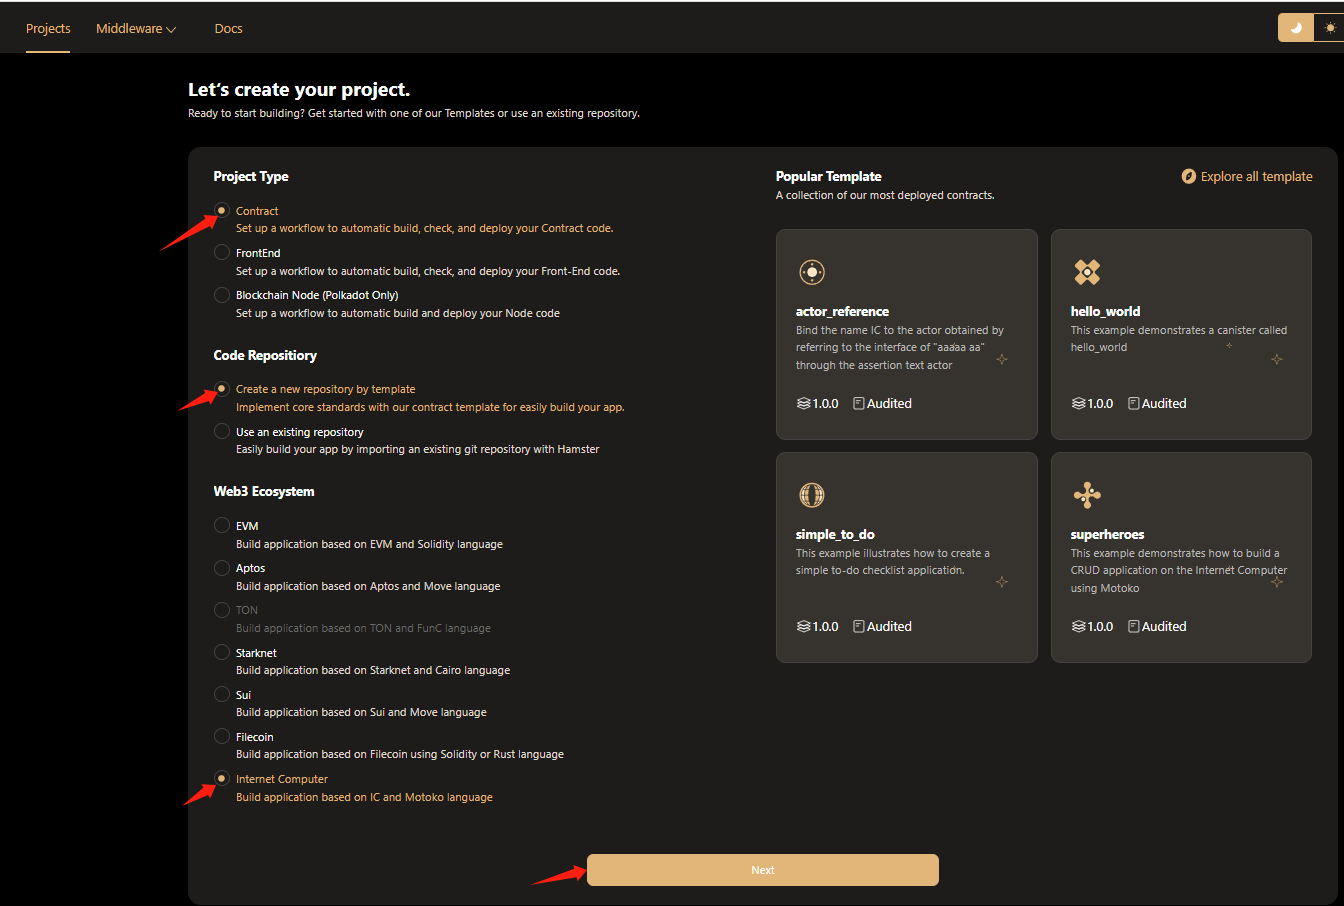 Projects
Middleware
Docs
Let‘s create your project.
Ready to start building? Get started with one of our Templates or use an existing repository.
Project Type
Contract
Set up a workflow to automatic build, check, and deploy your Contract code.
FrontEnd
Set up a workflow to automatic build, check, and deploy your Front-End code.
Blockchain Node (Polkadot Only)
Set up a workflow to automatic build and deploy your Node code
Code Repositiory
Create a new repository by template
Implement core standards with our contract template for easily build your app.
Use an existing repository
Easily build your app by importing an existing git repository with Hamster
Web3 Ecosystem
EVM
Build application based on EVM and Solidity language
Aptos
Build application based on Aptos and Move language
TON
Build application based on TON and FunC language
Starknet
Build application based on Starknet and Cairo language
Sui
Build application based on Sui and Move language
Filecoin
Build application based on Filecoin using Solidity or Rust language
Internet Computer
Build application based on IC and Motoko language
Popular Template
Explore all template
A collection of our most deployed contracts.
actor_reference
Bind the name IC to the actor obtained by
referring to the interface of "aaaaa aa"
through the assertion text actor
1.0.0 Audited
hello_world
This example demonstrates a canister called
hello_world
1.0.0 Audited
simple_to_do
This example illustrates how to create a
simple to-do checklist application.
1.0.0 Audited
superheroes
This example demonstrates how to build a
CRUD application on the Internet Computer
using Motoko
1.0.0 Audited
Next